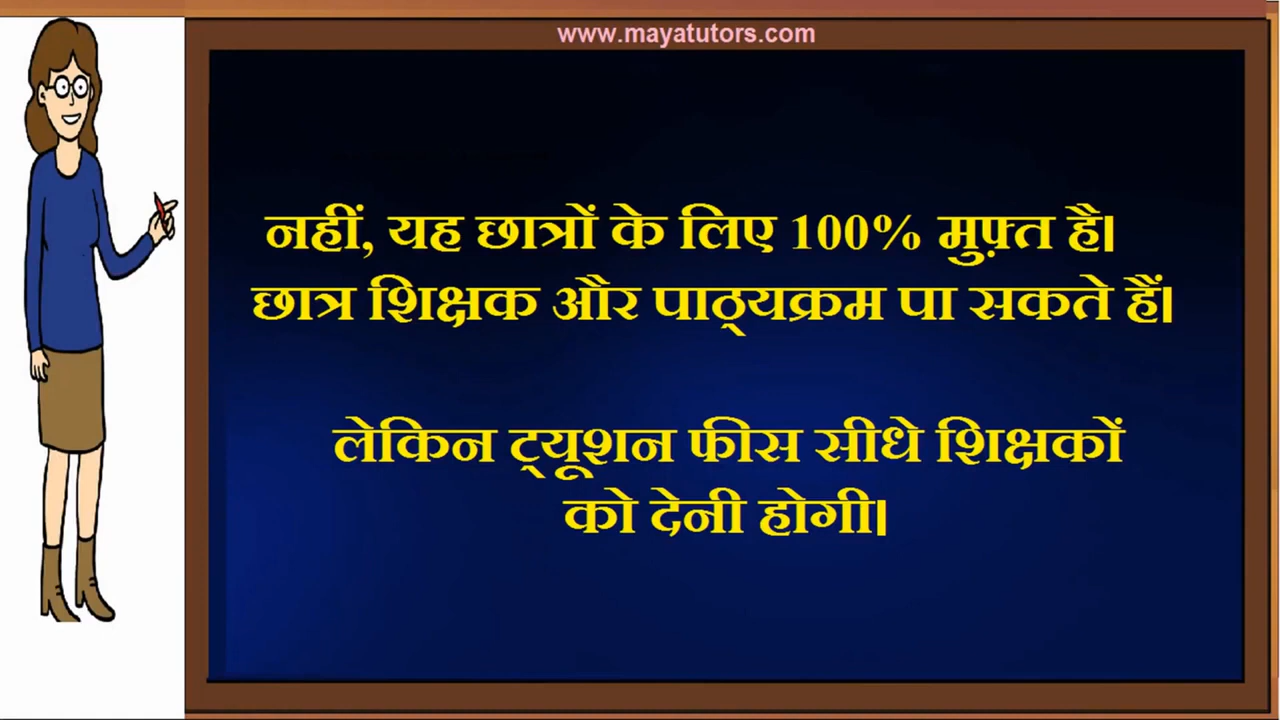 www.mayatutors.com
नहीं, यह छात्रों के लिए 100% मुफ़्त है।
छात्र शिक्षक और पाठ्यक्रम पा सकते हैं।
लेकिन ट्यूशन फीस सीधे शिक्षकों
को देनी होगी।